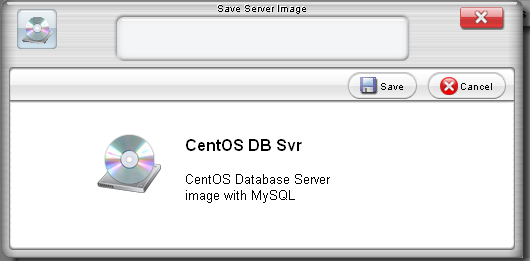 Save Server Image
Save
Cancel
CentOS DB Svr
CentOS Database Server
image with MySQL